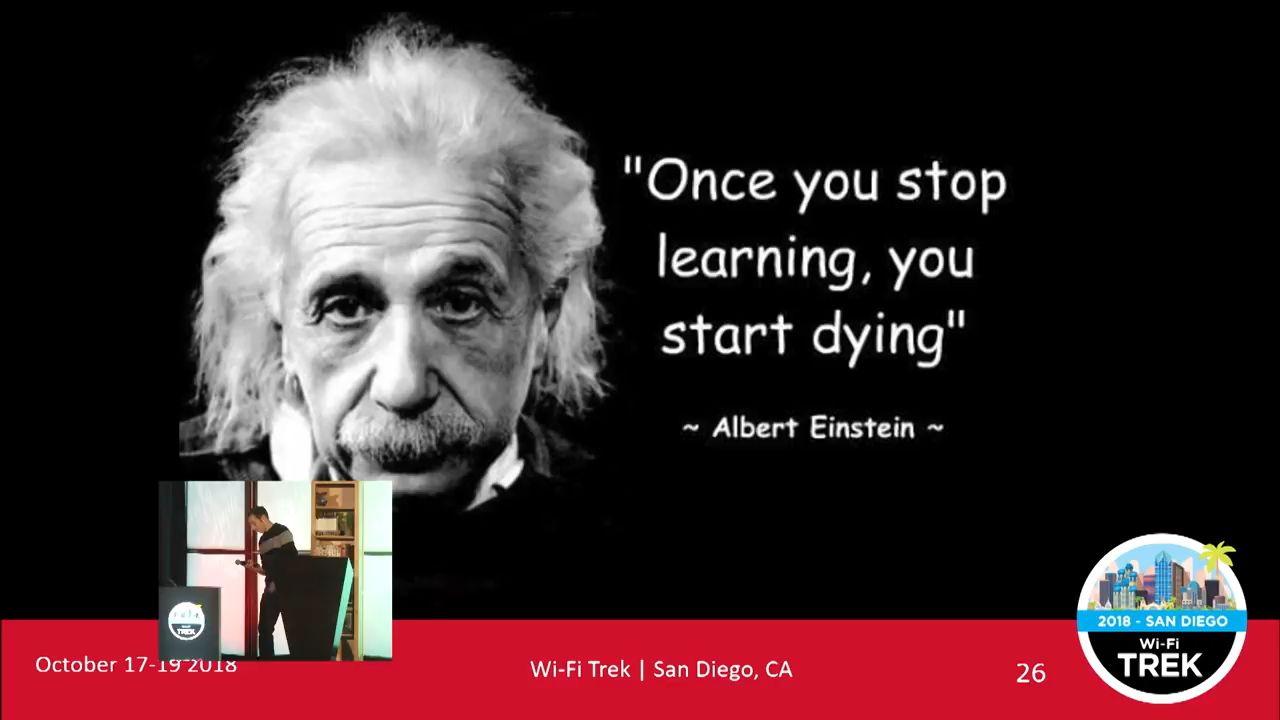 "Once you stop
learning, you
start dying"
~ Albert Einstein ~
October 17-19 2018
Wi-Fi Trek | San Diego, CA
26
2018 - SAN DIEGO
Wi-Fi
TREK
TREK